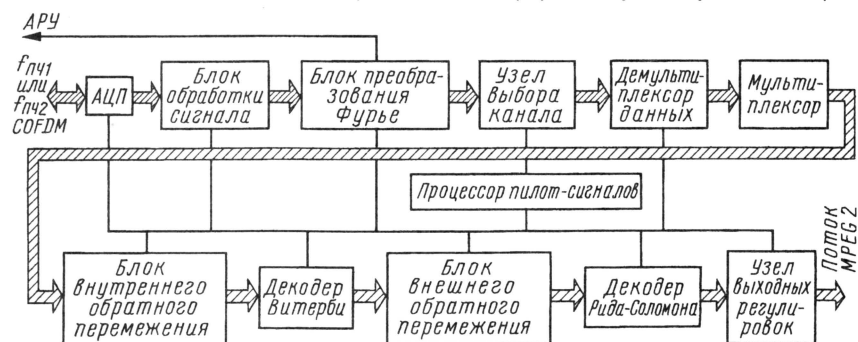 АРУ
fПЧ1
или
fПЧ2
COFDM
АЦП
Блок
обработки
сигнала
Блок преобра-
зования
Фурье
Узел
выбора
канала
Демульти-
плексор
данных
Мульти-
плексор
Процессор пилот-сигналов
Блок
внутреннего
обратного
перемежения
Декодер
Витерби
Блок
внешнего
обратного
перемежения
Декодер
Рида-Соломона
Узел
выходных
регули-
ровок
Поток
MPEG 2